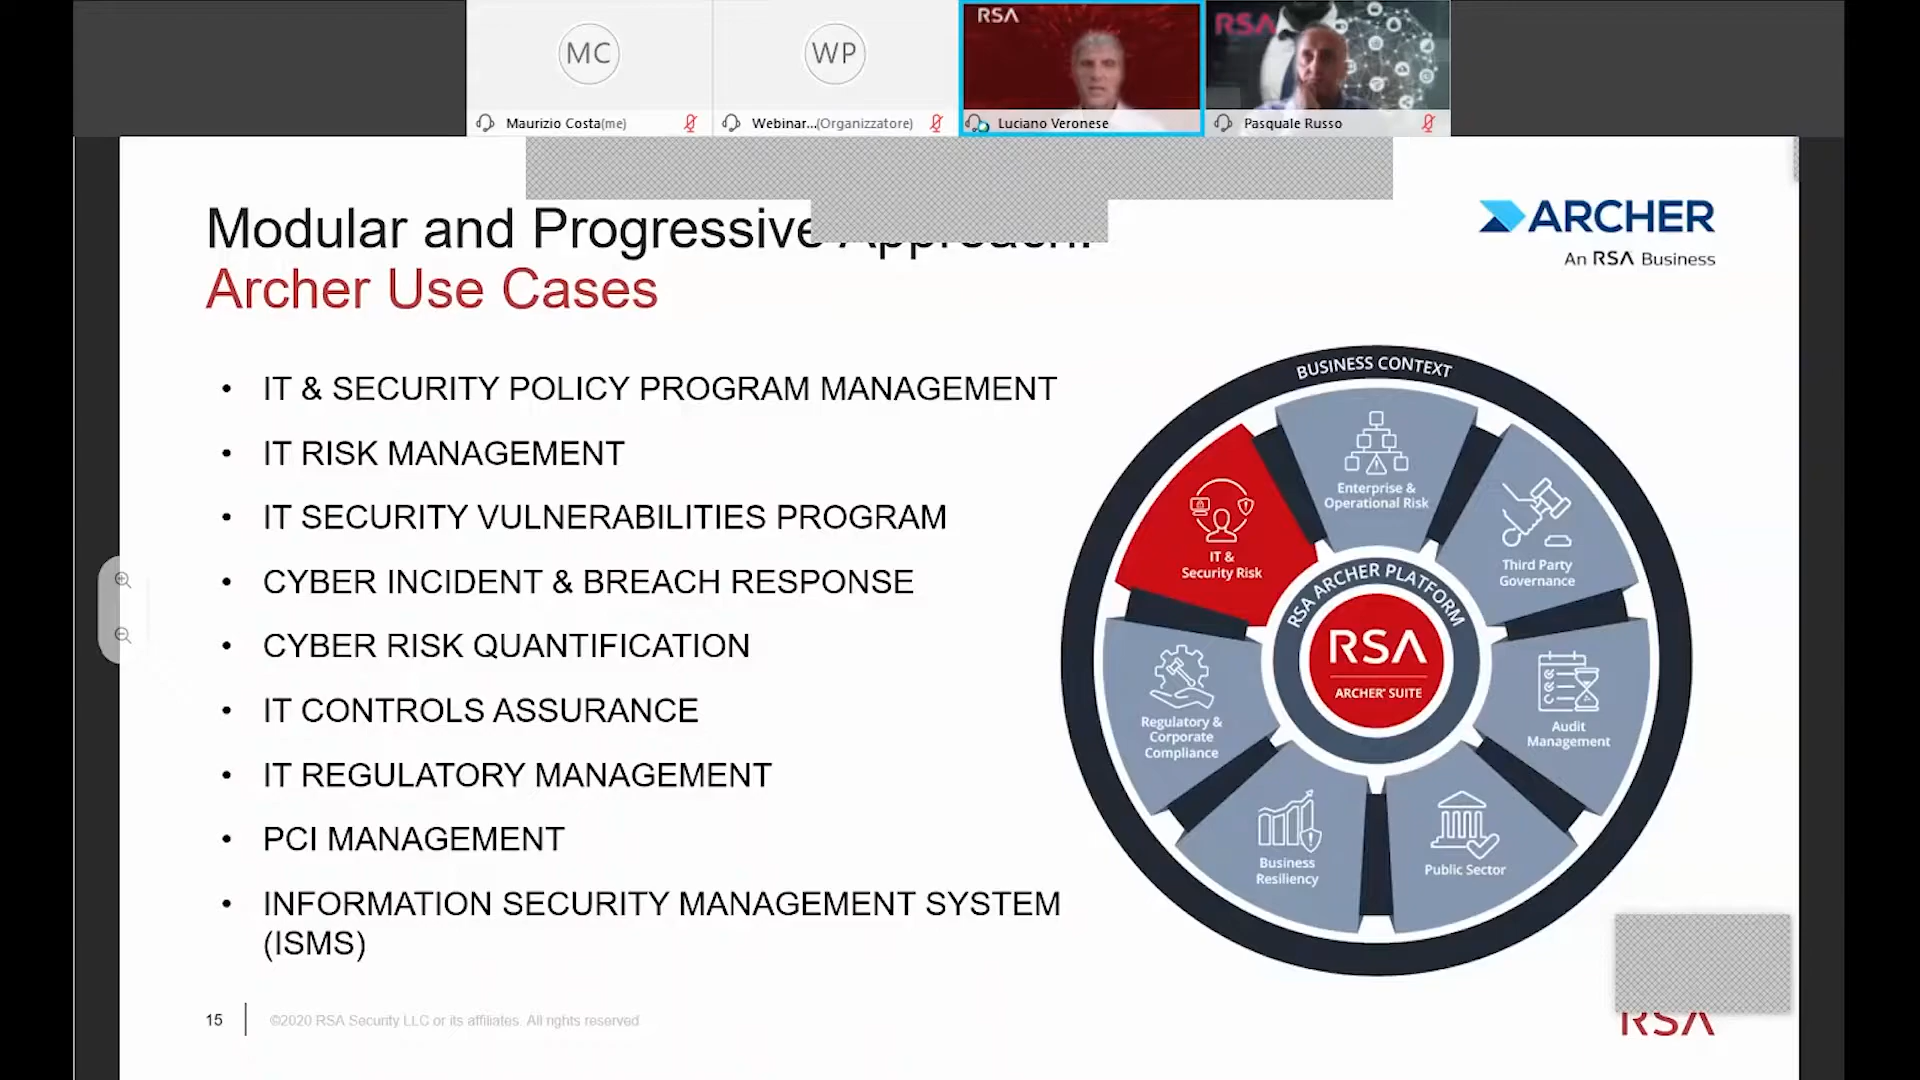 MC
WP
RSA
RSA
Maurizio Costa(me)
Webinar...(Organizzatore)
Luciano Veronese
Pasquale Russo
Modular and Progressive Approach:
Archer Use Cases
ARCHER
An RSA Business
• IT & SECURITY POLICY PROGRAM MANAGEMENT
• IT RISK MANAGEMENT
• IT SECURITY VULNERABILITIES PROGRAM
• CYBER INCIDENT & BREACH RESPONSE
• CYBER RISK QUANTIFICATION
• IT CONTROLS ASSURANCE
• IT REGULATORY MANAGEMENT
• PCI MANAGEMENT
• INFORMATION SECURITY MANAGEMENT SYSTEM
(ISMS)
BUSINESS CONTEXT
Enterprise &
Operational Risk
IT &
Security Risk
Third Party
Governance
RSA ARCHER PLATFORM
RSA
ARCHER® SUITE
Regulatory &
Corporate
Compliance
Audit
Management
Business
Resiliency
Public Sector
15
©2020 RSA Security LLC or its affiliates. All rights reserved
RSA